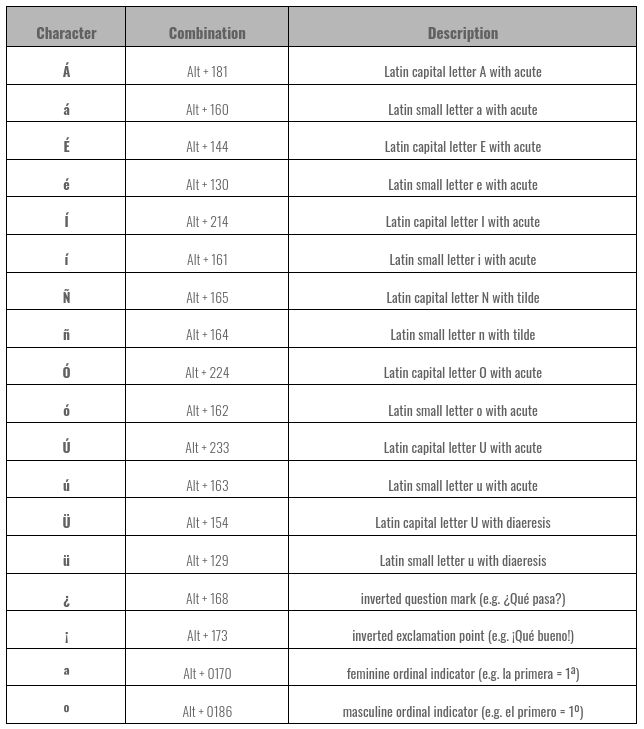 Character Combination Description
Á Alt + 181 Latin capital letter A with acute
á Alt + 160 Latin small letter a with acute
É Alt + 144 Latin capital letter E with acute
é Alt + 130 Latin small letter e with acute
Í Alt + 214 Latin capital letter I with acute
í Alt + 161 Latin small letter i with acute
Ñ Alt + 165 Latin capital letter N with tilde
ñ Alt + 164 Latin small letter n with tilde
Ó Alt + 224 Latin capital letter O with acute
ó Alt + 162 Latin small letter o with acute
Ú Alt + 233 Latin capital letter U with acute
ú Alt + 163 Latin small letter u with acute
Ü Alt + 154 Latin capital letter U with diaeresis
ü Alt + 129 Latin small letter u with diaeresis
¿ Alt + 168 inverted question mark (e.g. ¿Qué pasa?)
¡ Alt + 173 inverted exclamation point (e.g. ¡Qué bueno!)
ª Alt + 0170 feminine ordinal indicator (e.g. la primera = 1ª)
º Alt + 0186 masculine ordinal indicator (e.g. el primero = 1º)